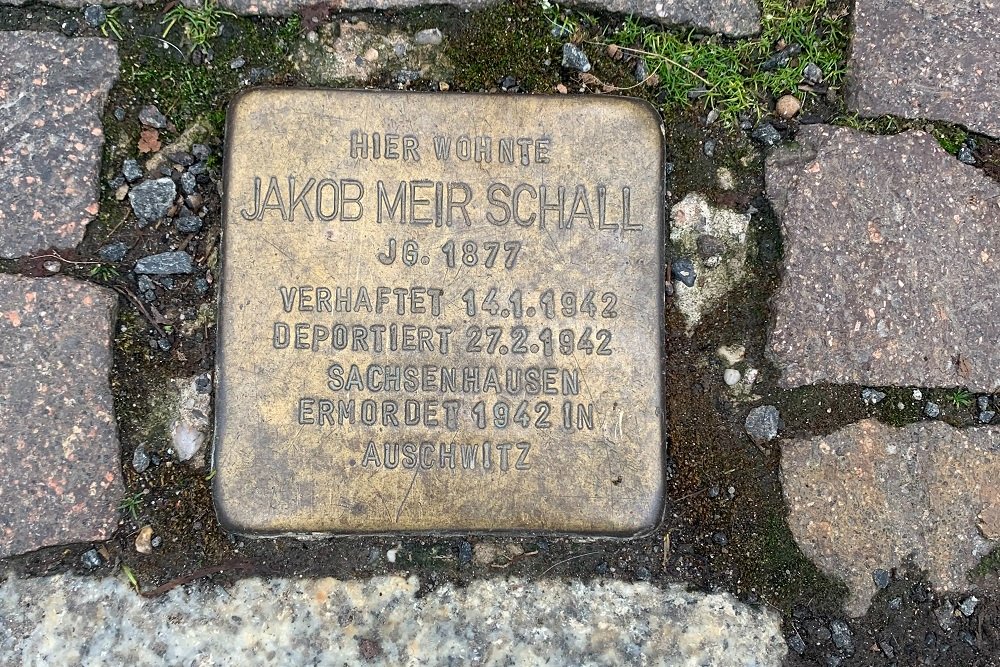 HIER WOHNTE
JAKOB MEIR SCHALL
JG. 1877
VERHAFTET 14.1.1942
DEPORTIERT 27.2.1942
SACHSENHAUSEN
ERMORDET 1942 IN
AUSCHWITZ